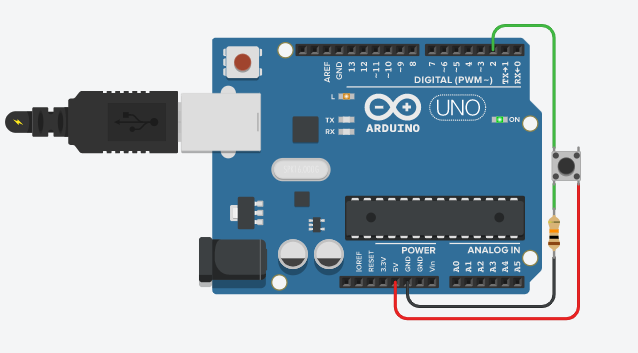 AREF
GND
13
12
~11
~10
~9
8
7
~6
~5
4
~3
2
TX→1
RX←0
DIGITAL (PWM~)
L
TX
RX
ARDUINO
UNO
ON
POWER
ANALOG IN
IOREF
RESET
3.3V
5V
GND
GND
Vin
A0
A1
A2
A3
A4
A5